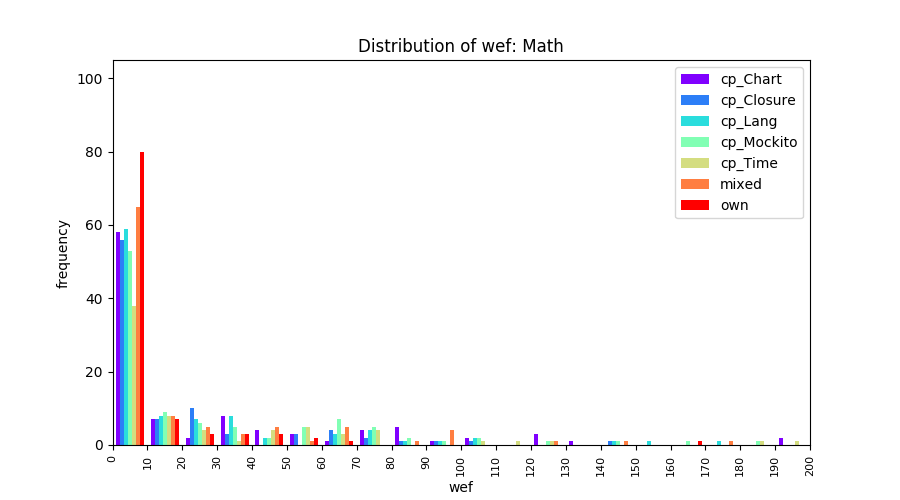 Distribution of wef: Math
frequency
100
80
60
40
20
0
cp_Chart
cp_Closure
cp_Lang
cp_Mockito
cp_Time
mixed
own
0 10 20 30 40 50 60 70 80 90 100 110 120 130 140 150 160 170 180 190 200
wef